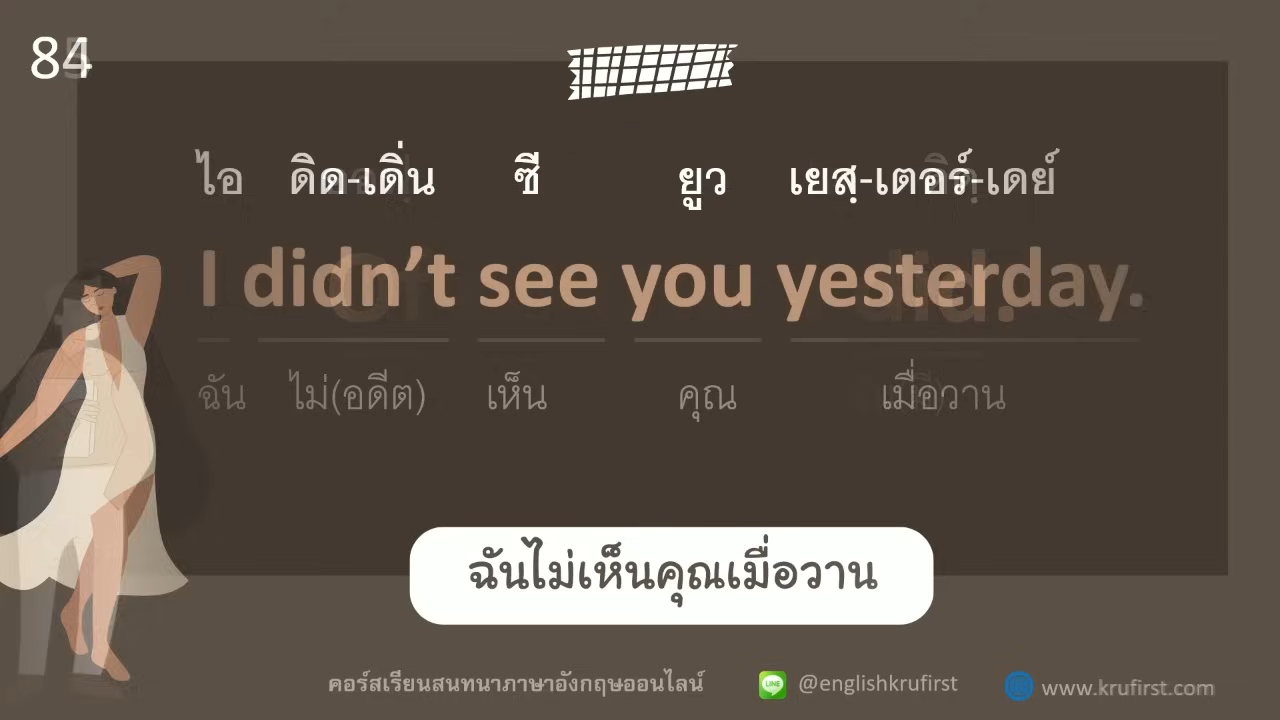 84
ไอ ดิด-เดิ่น ซี ยูว เยสฺ-เตอร์-เดย์
I didn’t see you yesterday.
ฉัน ไม่(อดีต) เห็น คุณ เมื่อวาน
ฉันไม่เห็นคุณเมื่อวาน
คอร์สเรียนสนทนาภาษาอังกฤษออนไลน์ LINE @englishkrufirst www.krufirst.com